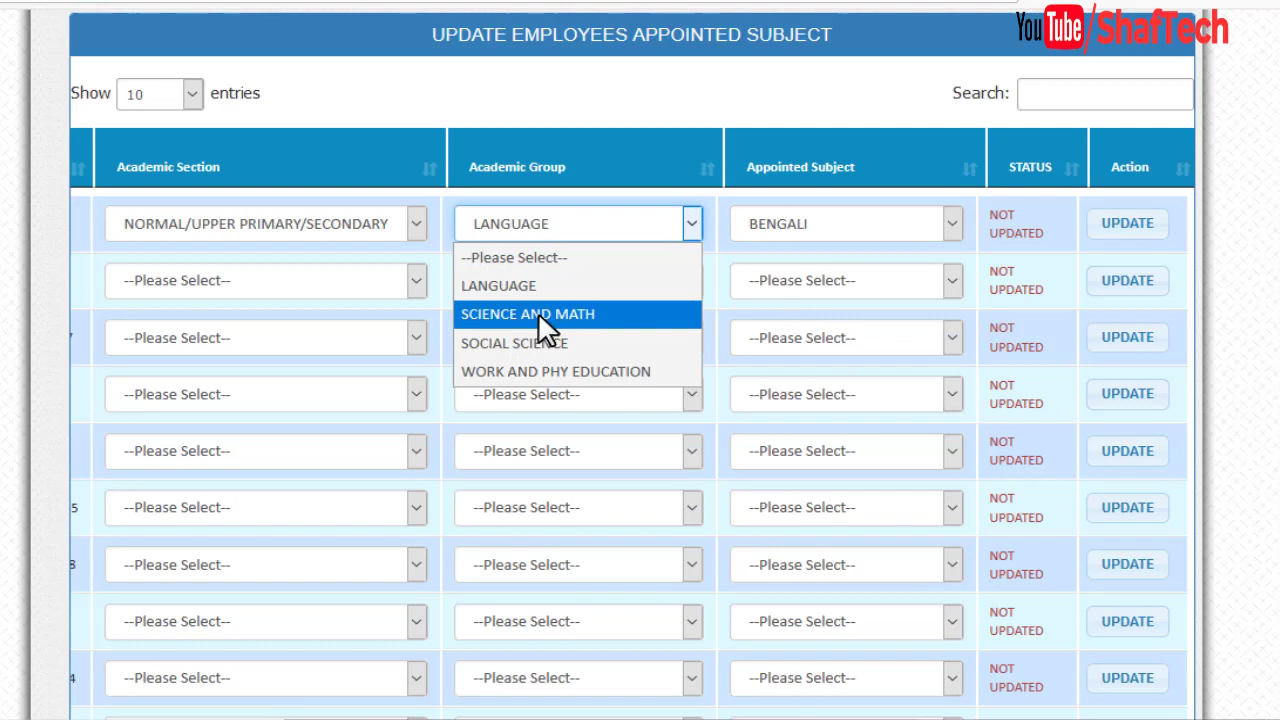 YouTube/ShafTech
UPDATE EMPLOYEES APPOINTED SUBJECT
Show 10 entries Search:
Academic Section Academic Group Appointed Subject STATUS Action
NORMAL/UPPER PRIMARY/SECONDARY LANGUAGE BENGALI NOT UPDATED UPDATE
--Please Select--
LANGUAGE
SCIENCE AND MATH
SOCIAL SCIENCE
WORK AND PHY EDUCATION
--Please Select-- --Please Select-- NOT UPDATED UPDATE
7 --Please Select-- --Please Select-- NOT UPDATED UPDATE
--Please Select-- --Please Select-- --Please Select-- NOT UPDATED UPDATE
--Please Select-- --Please Select-- --Please Select-- NOT UPDATED UPDATE
5 --Please Select-- --Please Select-- --Please Select-- NOT UPDATED UPDATE
8 --Please Select-- --Please Select-- --Please Select-- NOT UPDATED UPDATE
--Please Select-- --Please Select-- --Please Select-- NOT UPDATED UPDATE
4 --Please Select-- --Please Select-- --Please Select-- NOT UPDATED UPDATE